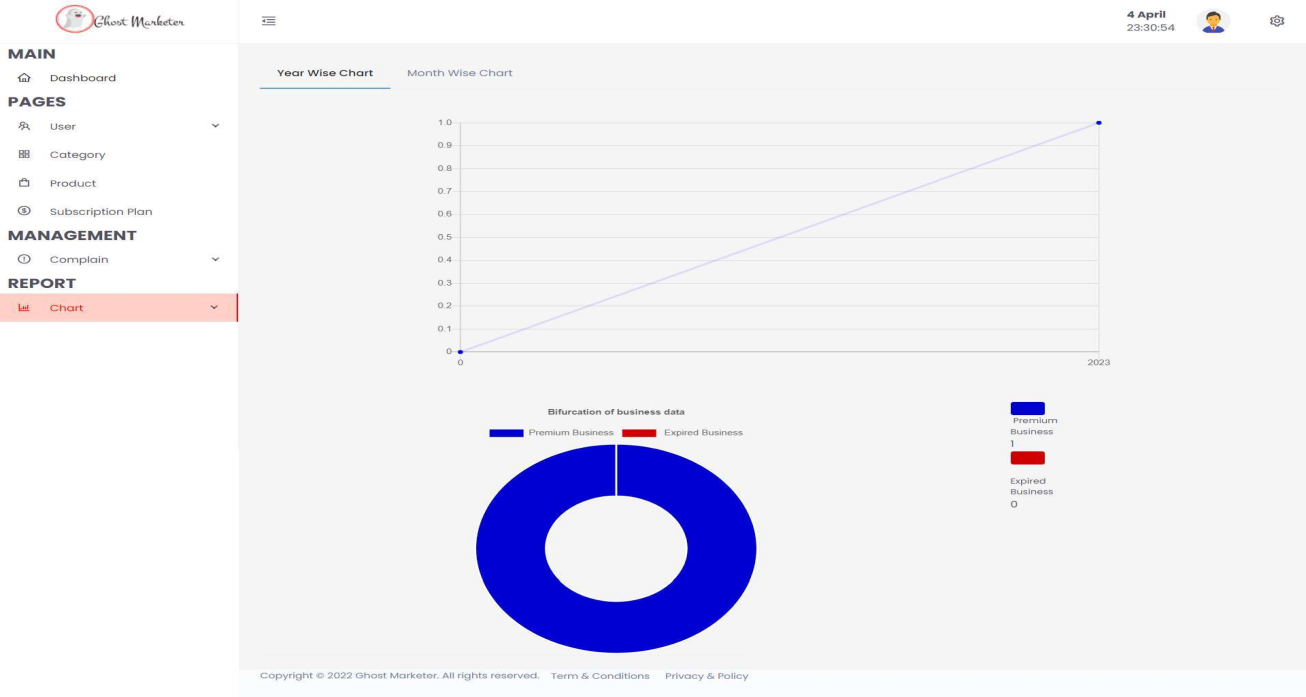 Ghost Marketer
4 April
23:30:54
MAIN
Dashboard
PAGES
User
Category
Product
Subscription Plan
MANAGEMENT
Complain
REPORT
Chart
Year Wise Chart Month Wise Chart
1.0
0.9
0.8
0.7
0.6
0.5
0.4
0.3
0.2
0.1
0
0 2023
Bifurcation of business data
Premium Business Expired Business
Premium
Business
1
Expired
Business
0
Copyright © 2022 Ghost Marketer. All rights reserved. Term & Conditions Privacy & Policy